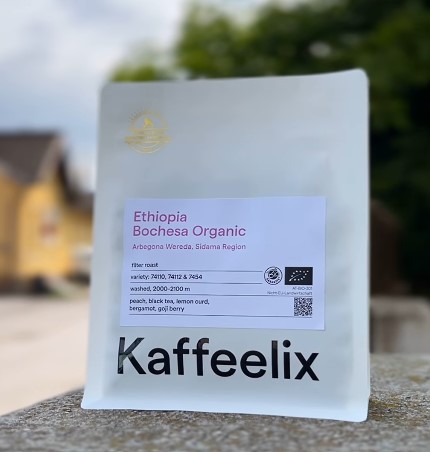 Ethiopia
Bochesa Organic
Arbegona Wereda, Sidama Region
filter roast
variety: 74110, 74112 & 7454
washed, 2000-2100 m
peach, black tea, lemon curd,
bergamot, goji berry
Kaffeelix